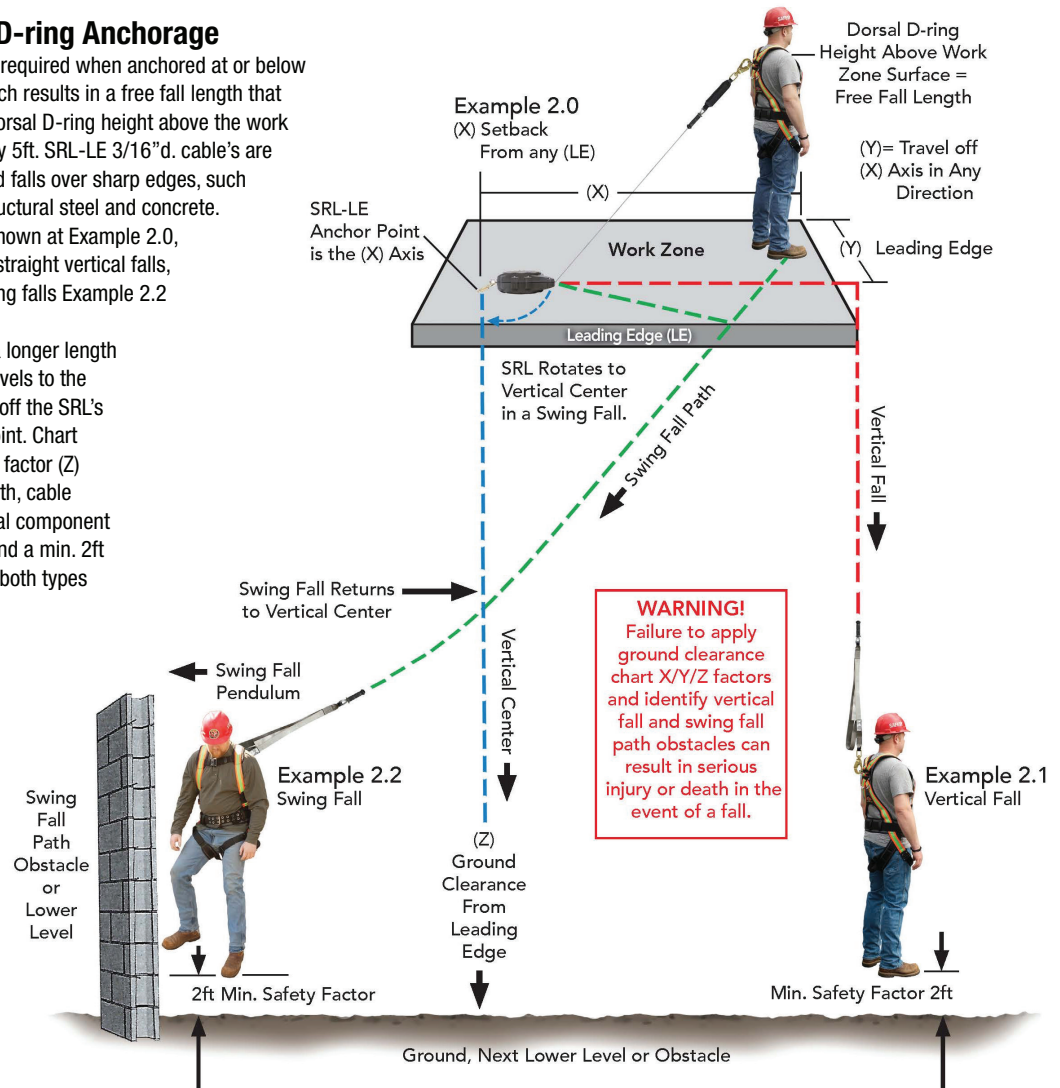 D-ring Anchorage
required when anchored at or below
ch results in a free fall length that
orsal D-ring height above the work
y 5ft. SRL-LE 3/16”d. cable’s are
d falls over sharp edges, such
uctural steel and concrete.
hown at Example 2.0,
straight vertical falls,
ng falls Example 2.2
longer length
vels to the
off the SRL’s
oint. Chart
factor (Z)
th, cable
al component
nd a min. 2ft
both types
Example 2.0
(X) Setback
From any (LE)
Dorsal D-ring
Height Above Work
Zone Surface =
Free Fall Length
(Y)= Travel off
(X) Axis in Any
Direction
(X)
SRL-LE
Anchor Point
is the (X) Axis
Work Zone
(Y) Leading Edge
Leading Edge (LE)
SRL Rotates to
Vertical Center
in a Swing Fall.
Swing Fall Path
Vertical Fall
Swing Fall Returns
to Vertical Center
Vertical Center
WARNING!
Failure to apply
ground clearance
chart X/Y/Z factors
and identify vertical
fall and swing fall
path obstacles can
result in serious
injury or death in the
event of a fall.
Swing Fall
Pendulum
Example 2.2
Swing Fall
Example 2.1
Vertical Fall
Swing
Fall
Path
Obstacle
or
Lower
Level
(Z)
Ground
Clearance
From
Leading
Edge
2ft Min. Safety Factor
Min. Safety Factor 2ft
Ground, Next Lower Level or Obstacle